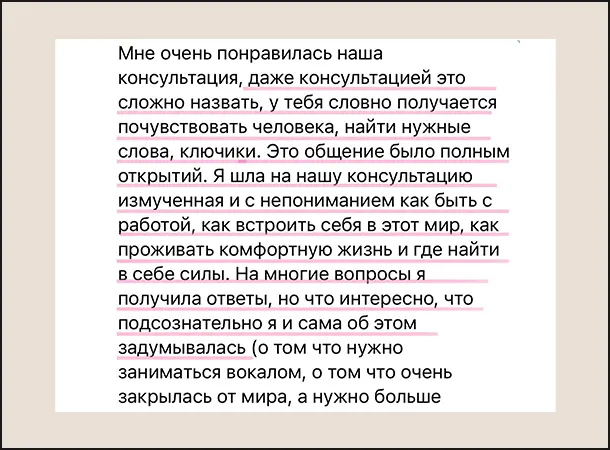 Мне очень понравилась наша
консультация, даже консультацией это
сложно назвать, у тебя словно получается
почувствовать человека, найти нужные
слова, ключики. Это общение было полным
открытий. Я шла на нашу консультацию
измученная и с непониманием как быть с
работой, как встроить себя в этот мир, как
проживать комфортную жизнь и где найти
в себе силы. На многие вопросы я
получила ответы, но что интересно, что
подсознательно я и сама об этом
задумывалась (о том что нужно
заниматься вокалом, о том что очень
закрылась от мира, а нужно больше